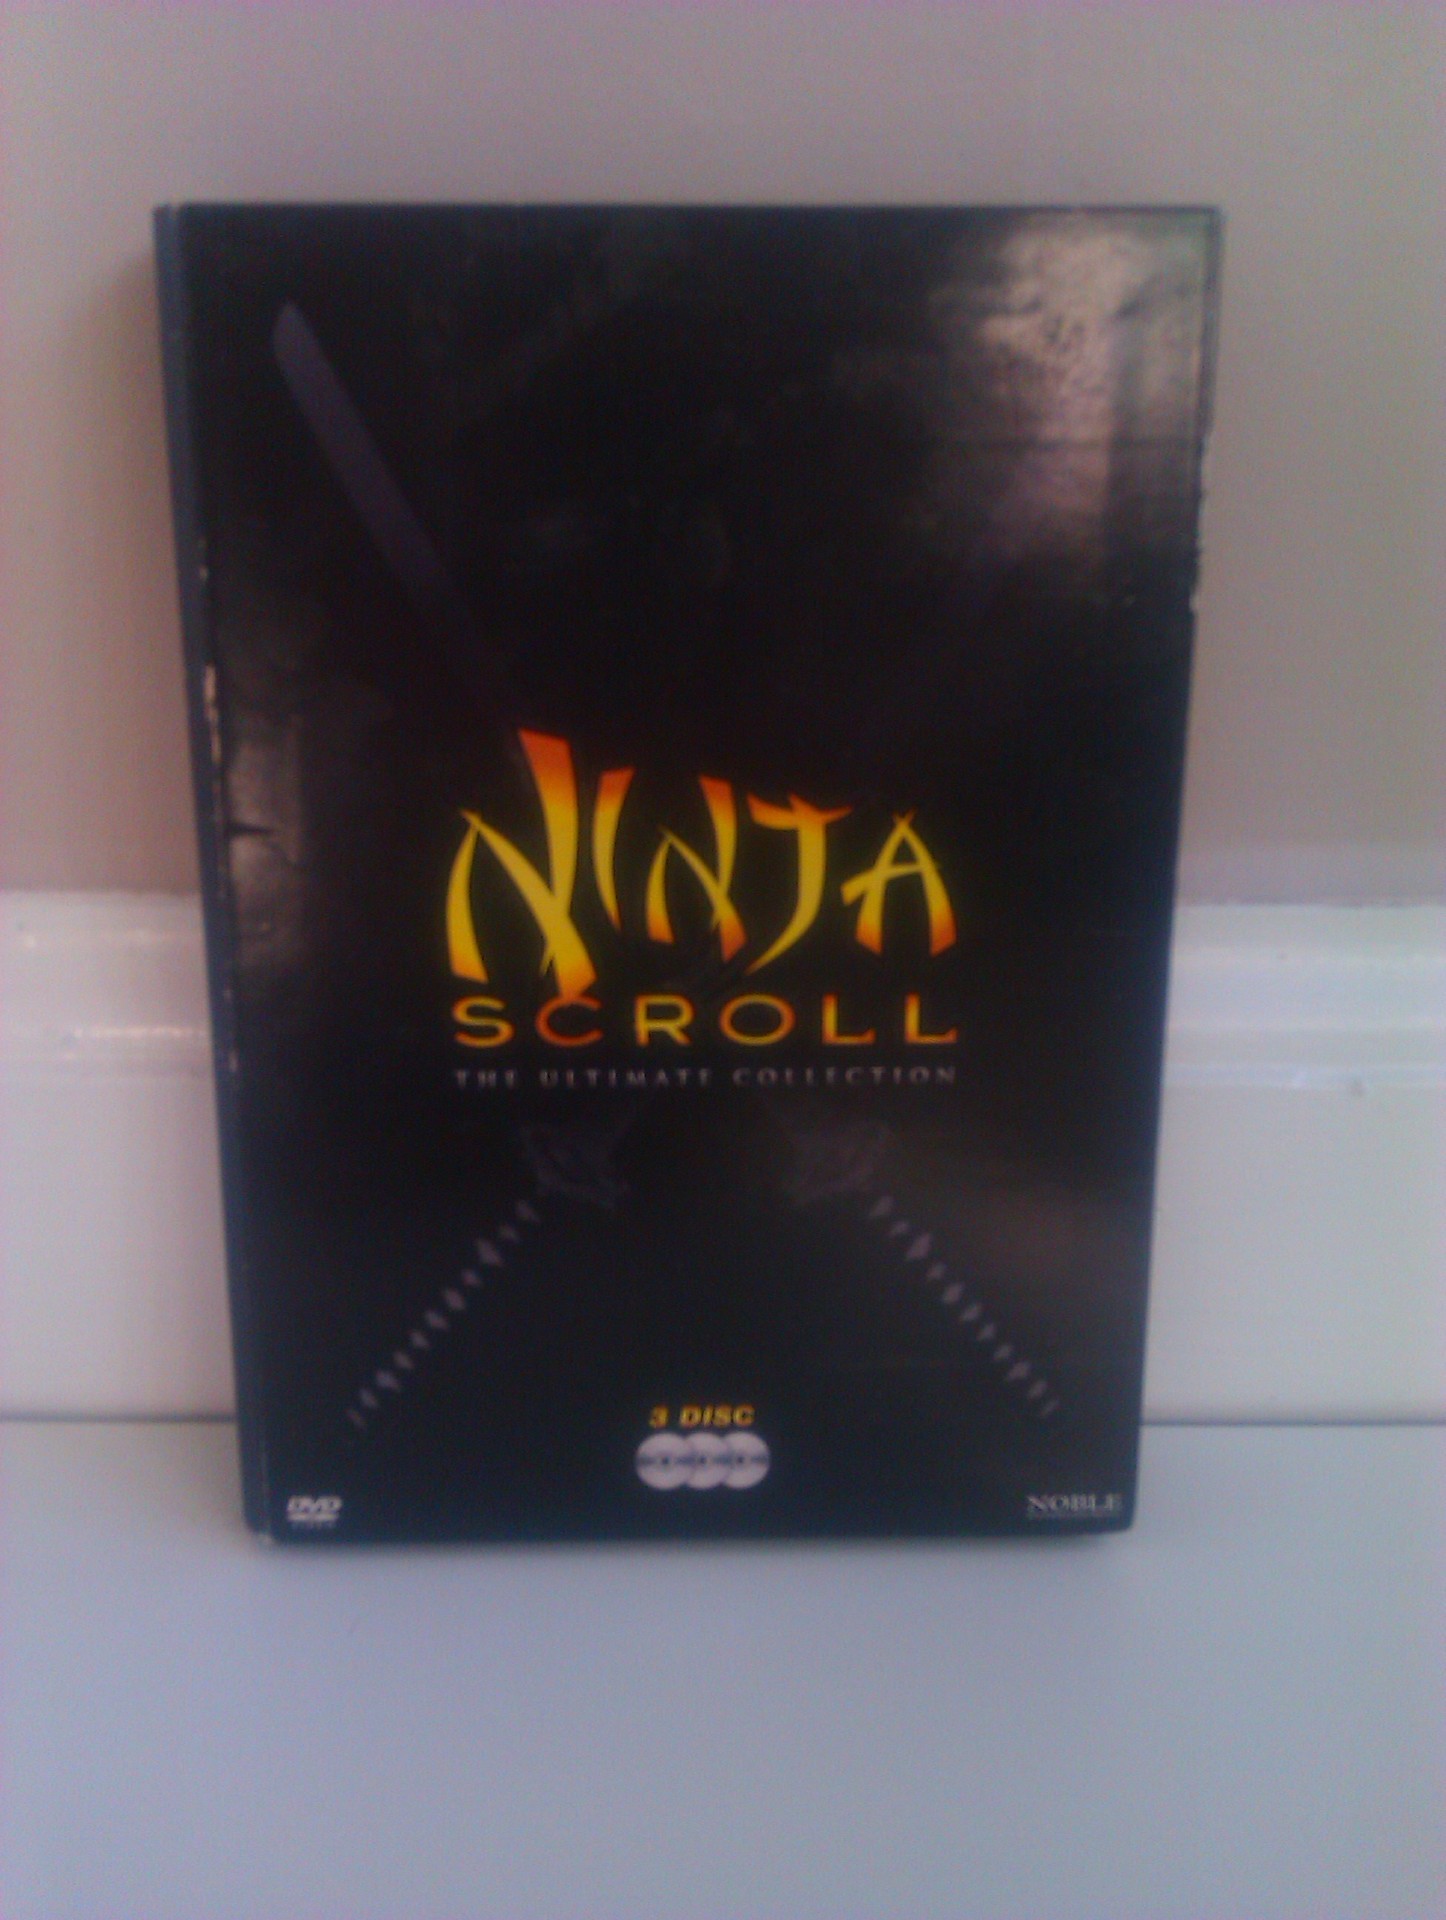 NINJA
SCROLL
THE ULTIMATE COLLECTION
3 DISC
DVD
NOBLE